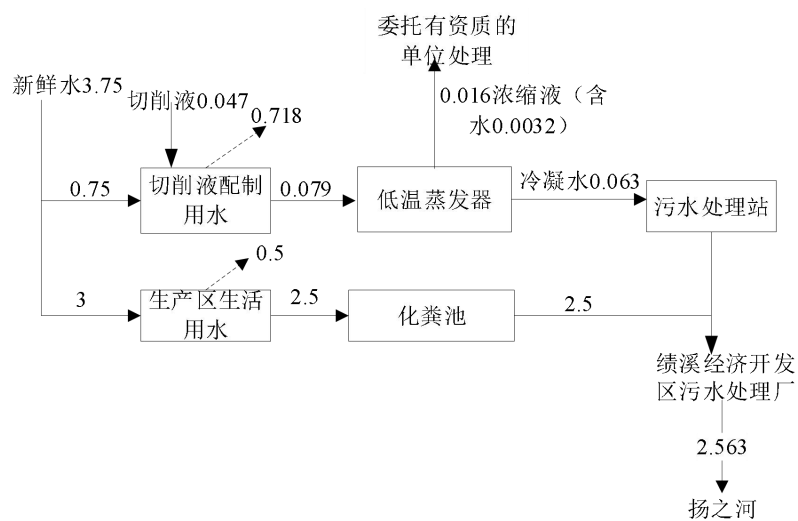 委托有资质的
单位处理
新鲜水3.75
切削液0.047
0.718
0.016浓缩液（含
水0.0032）
0.75
切削液配制
用水
0.079
低温蒸发器
冷凝水0.063
污水处理站
0.5
3
生产区生活
用水
2.5
化粪池
2.5
绩溪经济开发
区污水处理厂
2.563
扬之河